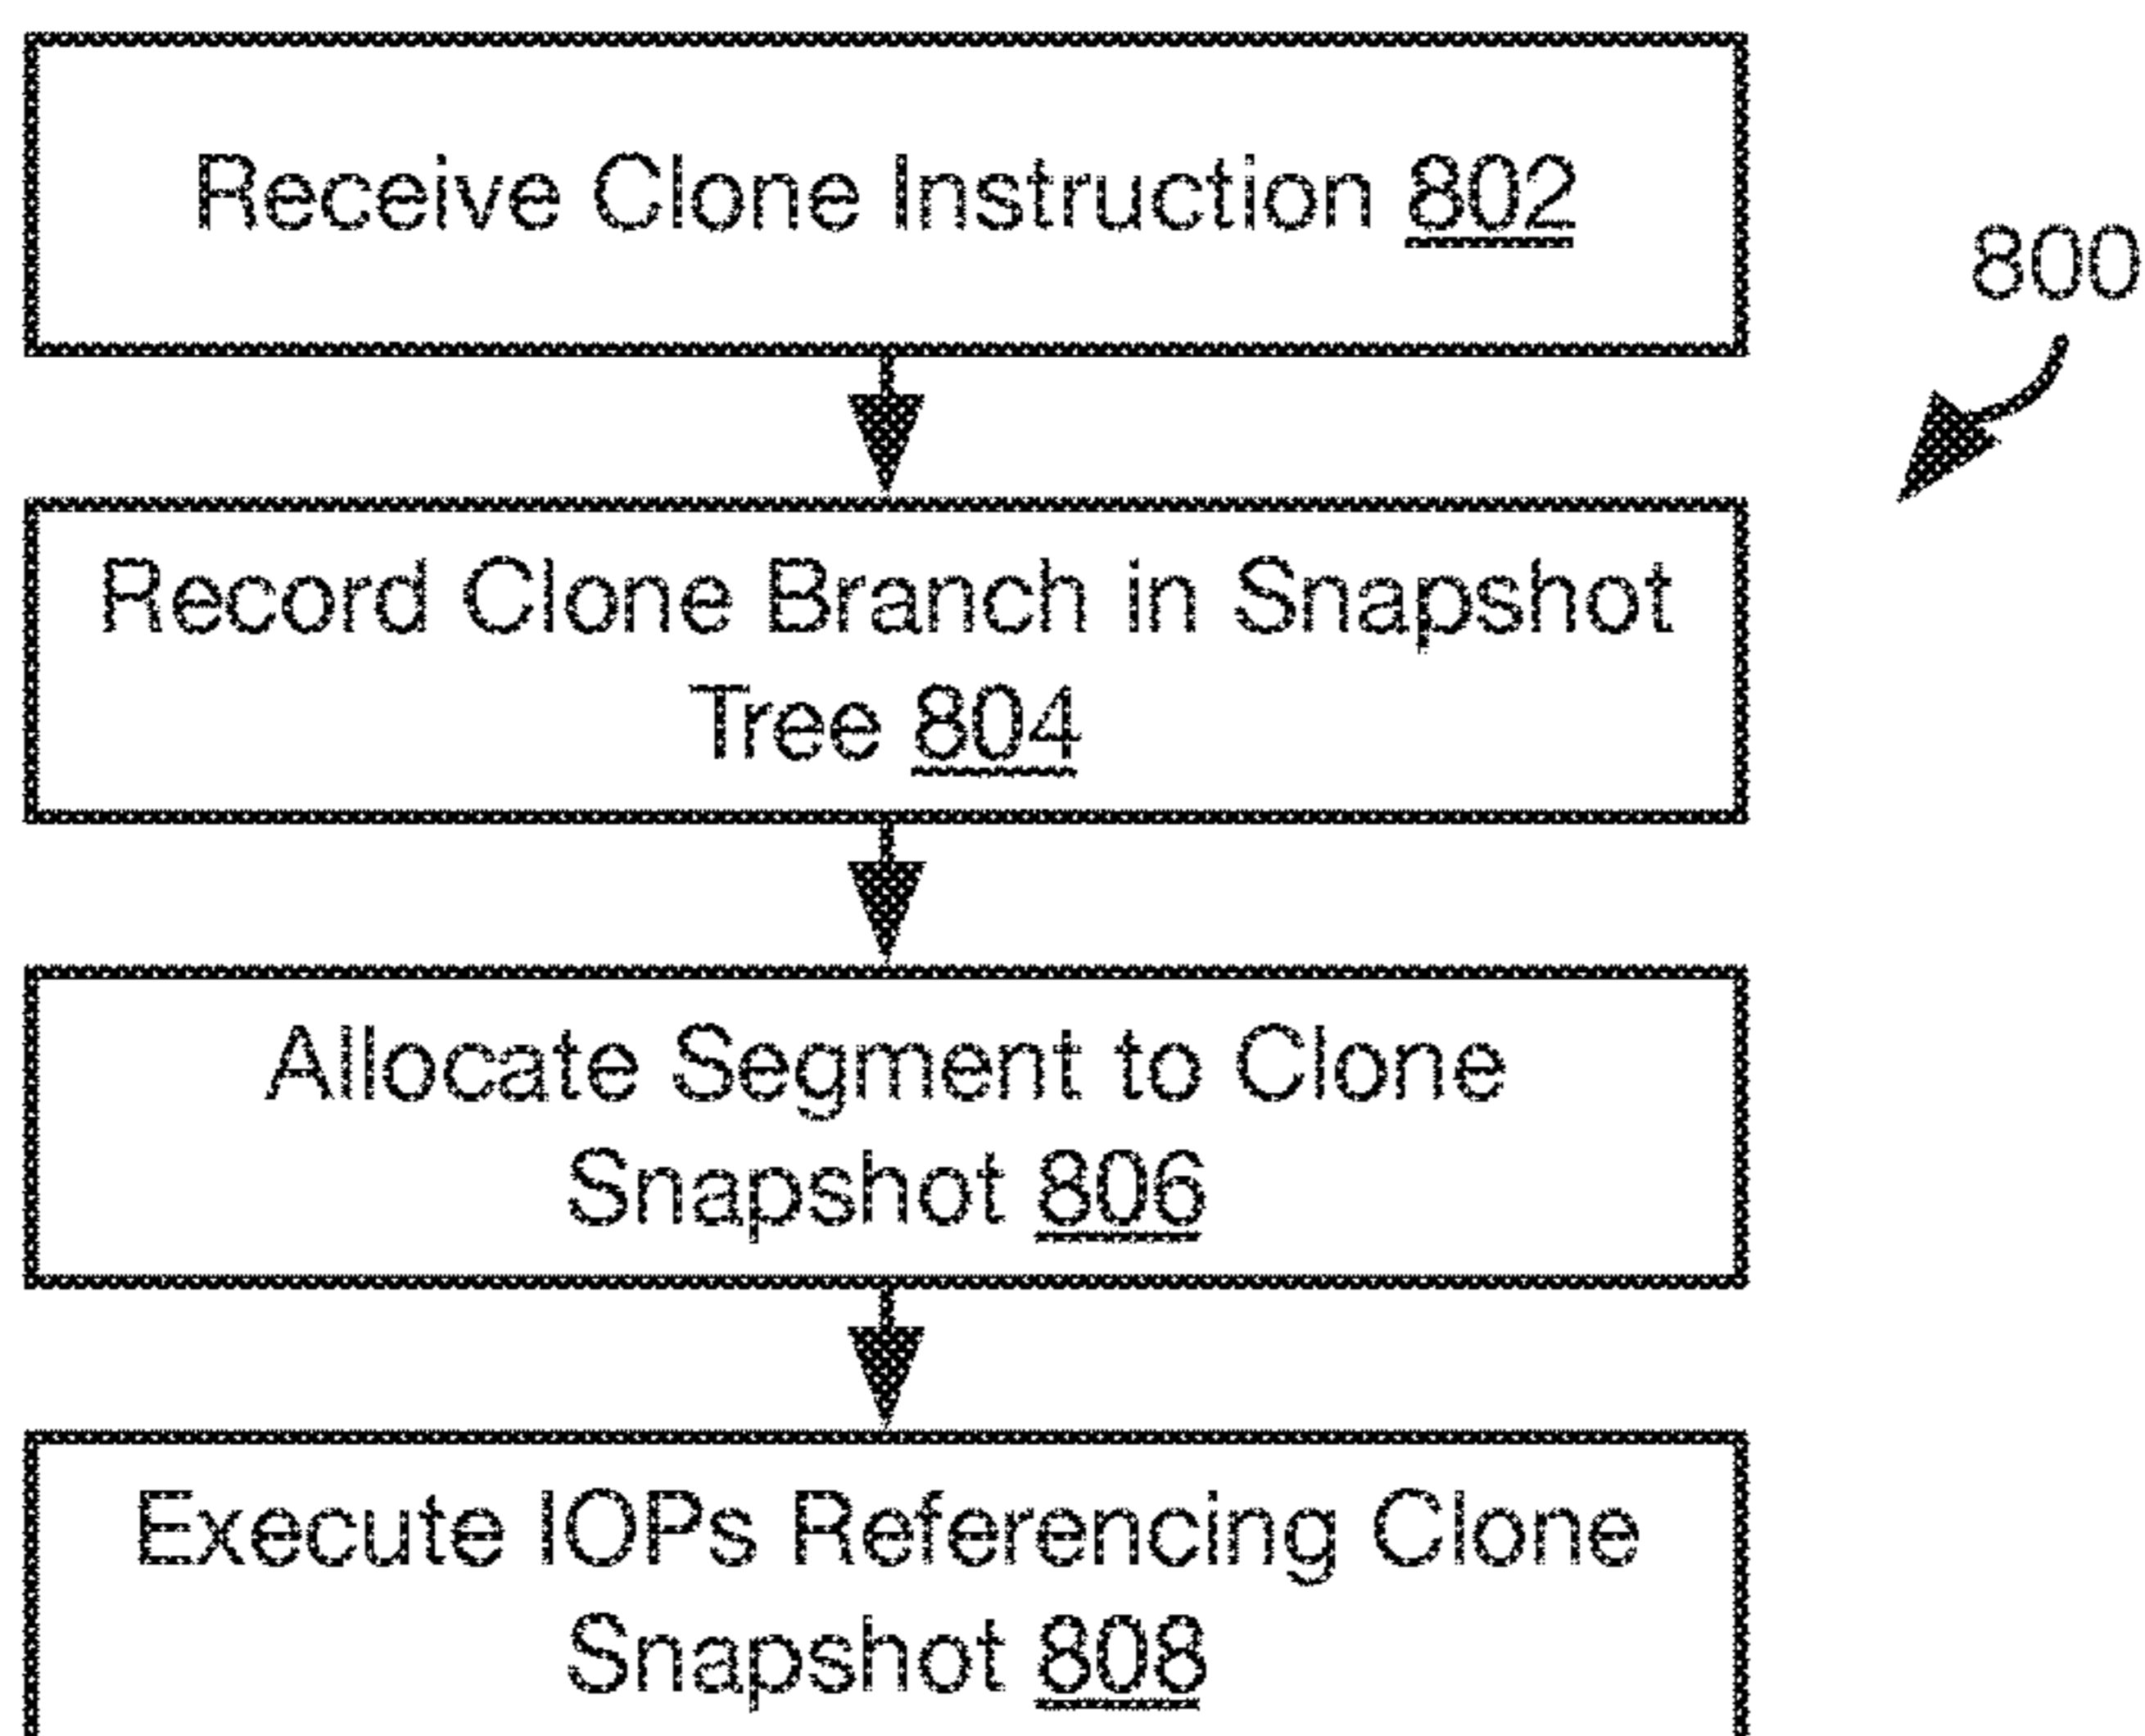 Receive Clone Instruction 802
800
Record Clone Branch in Snapshot
Tree 804
Allocate Segment to Clone
Snapshot 806
Execute IOPs Referencing Clone
Snapshot 808